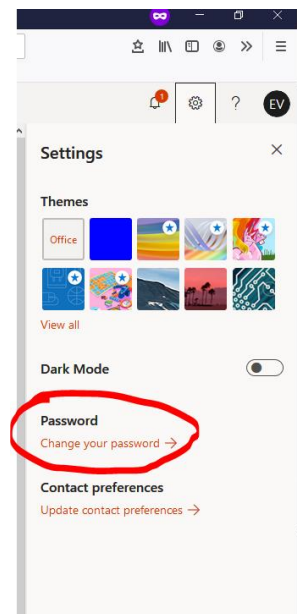 1
?
EV
Settings
Themes
Office
View all
Dark Mode
Password
Change your password →
Contact preferences
Update contact preferences →